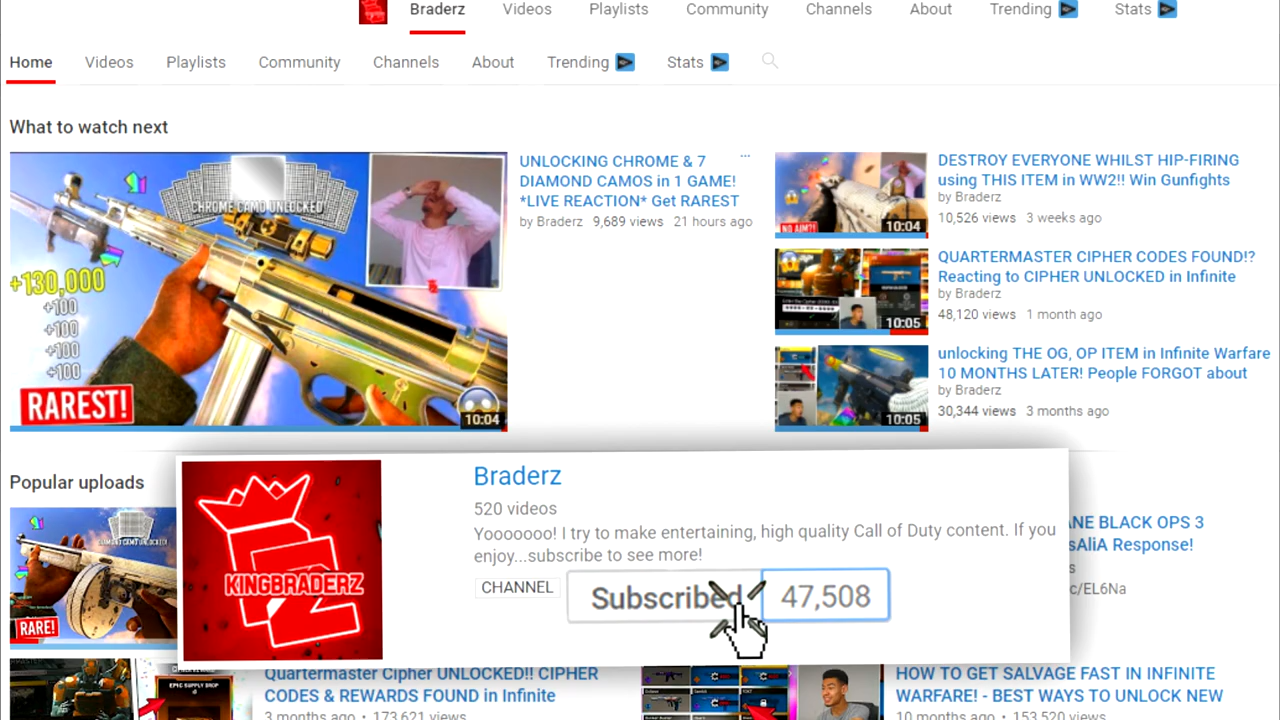 Braderz Videos Playlists Community Channels About Trending Stats
Home Videos Playlists Community Channels About Trending Stats
What to watch next
CHROME CAMO UNLOCKED!
+130,000
+100
+100
+100
+100
RAREST!
10:04
UNLOCKING CHROME & 7
DIAMOND CAMOS in 1 GAME!
*LIVE REACTION* Get RAREST
by Braderz 9,689 views 21 hours ago
NO AIM?!
10:04
DESTROY EVERYONE WHILST HIP-FIRING
using THIS ITEM in WW2!! Win Gunfights
by Braderz
10,526 views 3 weeks ago
10:05
QUARTERMASTER CIPHER CODES FOUND!?
Reacting to CIPHER UNLOCKED in Infinite
by Braderz
48,120 views 1 month ago
10:05
unlocking THE OG, OP ITEM in Infinite Warfare
10 MONTHS LATER! People FORGOT about
by Braderz
30,344 views 3 months ago
Popular uploads
RARE!
KINGBRADERZ
Braderz
520 videos
Yooooooo! I try to make entertaining, high quality Call of Duty content. If you
enjoy...subscribe to see more!
CHANNEL
Subscribed 47,508
ANE BLACK OPS 3
sAliA Response!
s
c/EL6Na
EPIC SUPPLY DROP
Quartermaster Cipher UNLOCKED!! CIPHER
CODES & REWARDS FOUND in Infinite
3 months ago • 173,621 views
HOW TO GET SALVAGE FAST IN INFINITE
WARFARE! - BEST WAYS TO UNLOCK NEW
10 months ago • 153,520 views